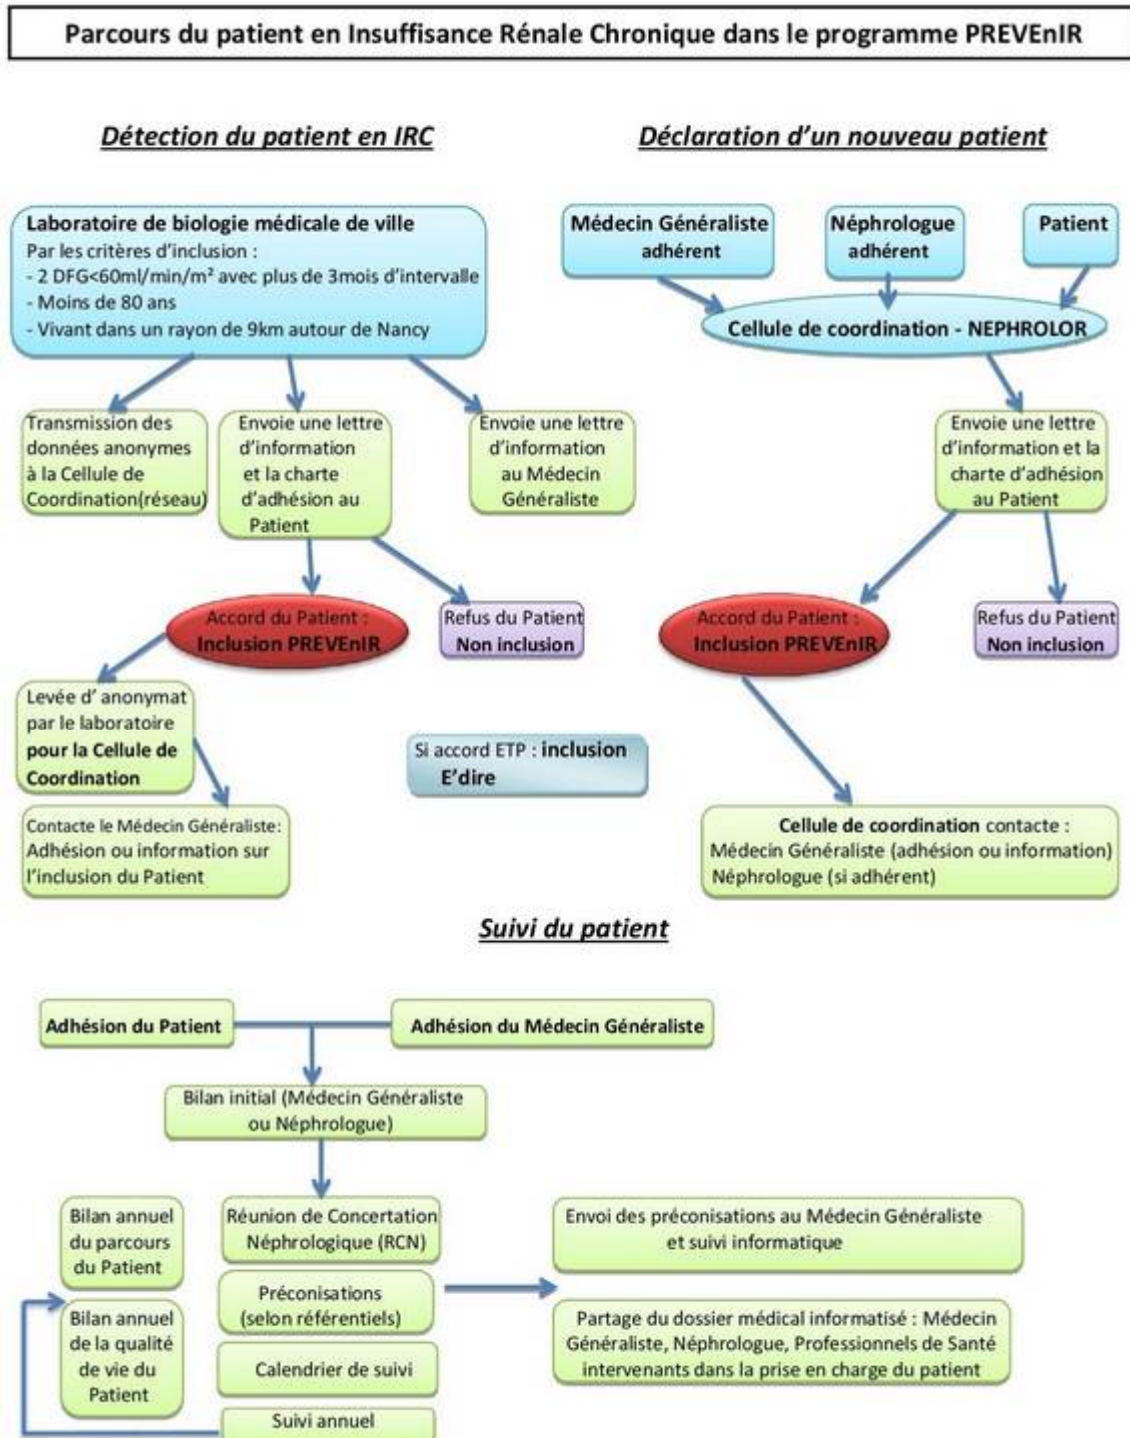 Parcours du patient en Insuffisance Rénale Chronique dans le programme PREVEnIR
Détection du patient en IRC
Laboratoire de biologie médicale de ville
Par les critères d'inclusion :
- 2 DFG<60ml/min/m² avec plus de 3mois d'intervalle
- Moins de 80 ans
- Vivant dans un rayon de 9km autour de Nancy
Transmission des
données anonymes
à la Cellule de
Coordination(réseau)
Envoie une lettre
d'information
et la charte
d'adhésion au
Patient
Envoie une lettre
d'information
au Médecin
Généraliste
Accord du Patient :
Inclusion PREVEnIR
Refus du Patient
Non inclusion
Levée d' anonymat
par le laboratoire
pour la Cellule de
Coordination
Contacte le Médecin Généraliste:
Adhésion ou information sur
l'inclusion du Patient
Si accord ETP : inclusion
E'dire
Déclaration d'un nouveau patient
Médecin Généraliste
adhérent
Néphrologue
adhérent
Patient
Cellule de coordination - NEPHROLOR
Envoie une lettre
d'information et la
charte d'adhésion
au Patient
Accord du Patient :
Inclusion PREVEnIR
Refus du Patient
Non inclusion
Cellule de coordination contacte :
Médecin Généraliste (adhésion ou information)
Néphrologue (si adhérent)
Suivi du patient
Adhésion du Patient
Adhésion du Médecin Généraliste
Bilan initial (Médecin Généraliste
ou Néphrologue)
Bilan annuel
du parcours
du Patient
Bilan annuel
de la qualité
de vie du
Patient
Réunion de Concertation
Néphrologique (RCN)
Préconisations
(selon référentiels)
Calendrier de suivi
Suivi annuel
Envoi des préconisations au Médecin Généraliste
et suivi informatique
Partage du dossier médical informatisé : Médecin
Généraliste, Néphrologue, Professionnels de Santé
intervenants dans la prise en charge du patient